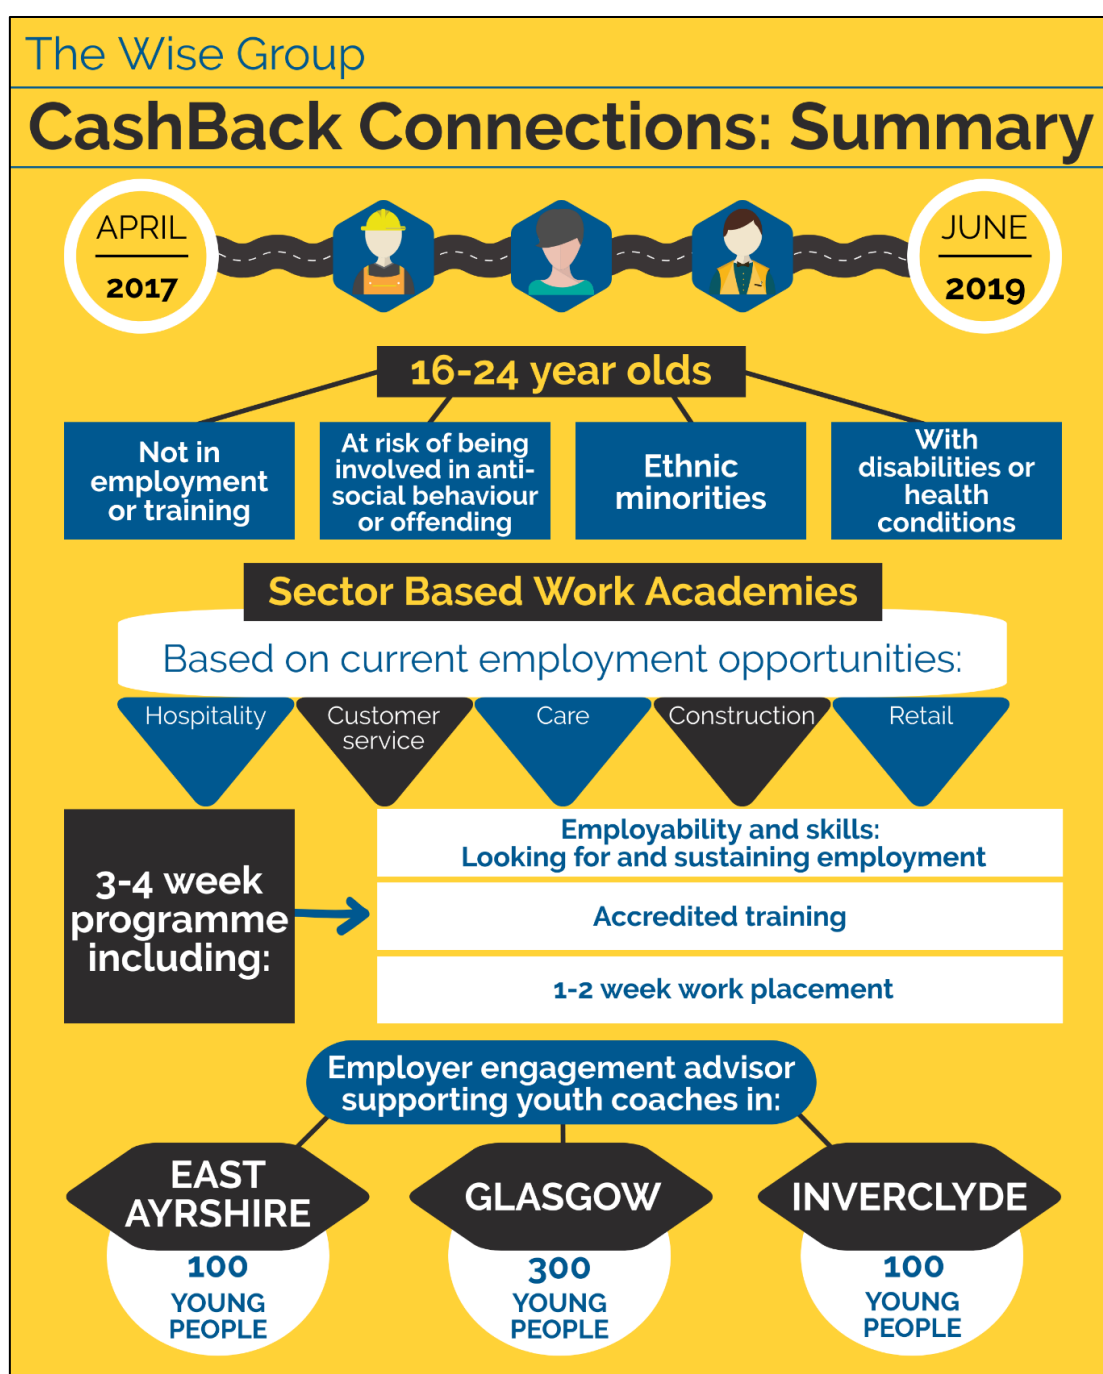 The Wise Group
CashBack Connections: Summary
APRIL
2017
JUNE
2019
16-24 year olds
Not in
employment
or training
At risk of being
involved in anti-
social behaviour
or offending
Ethnic
minorities
With
disabilities or
health
conditions
Sector Based Work Academies
Based on current employment opportunities:
Hospitality
Customer
service
Care
Construction
Retail
3-4 week
programme
including:
Employability and skills:
Looking for and sustaining employment
Accredited training
1-2 week work placement
Employer engagement advisor
supporting youth coaches in:
EAST
AYRSHIRE
100
YOUNG
PEOPLE
GLASGOW
300
YOUNG
PEOPLE
INVERCLYDE
100
YOUNG
PEOPLE